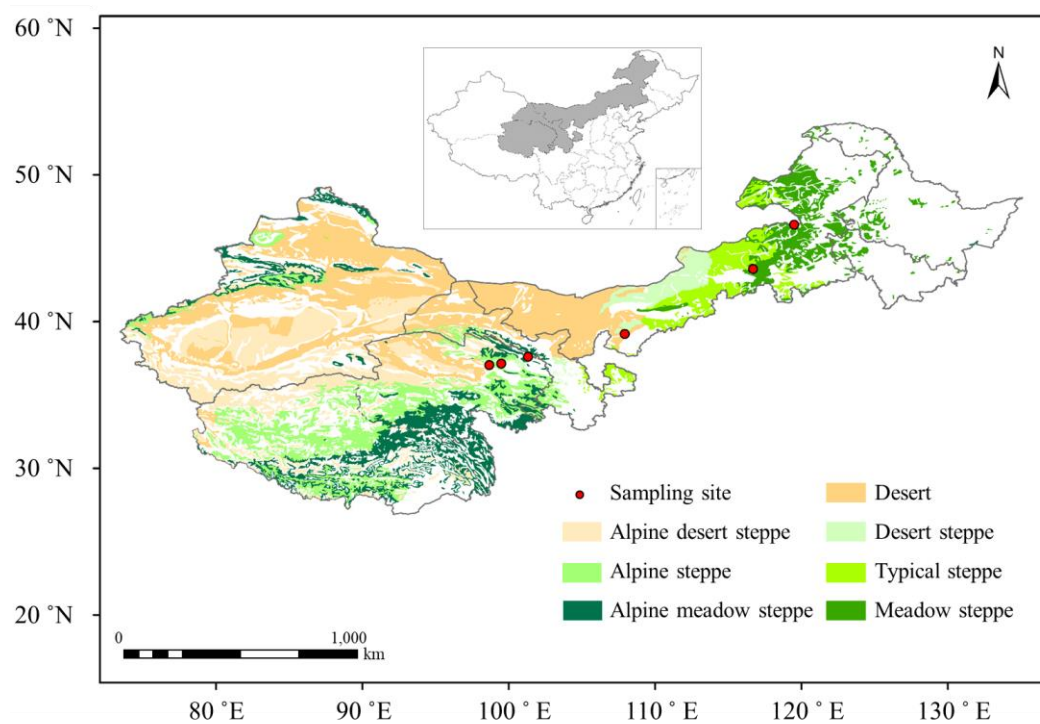 60 ˚N
N
50 ˚N
40 ˚N
30 ˚N
20 ˚N
Sampling site
Desert
Alpine desert steppe
Desert steppe
Alpine steppe
Typical steppe
Alpine meadow steppe
Meadow steppe
0
1,000
km
80 ˚ E
90 ˚ E
100 ˚ E
110 ˚ E
120 ˚ E
130 ˚ E